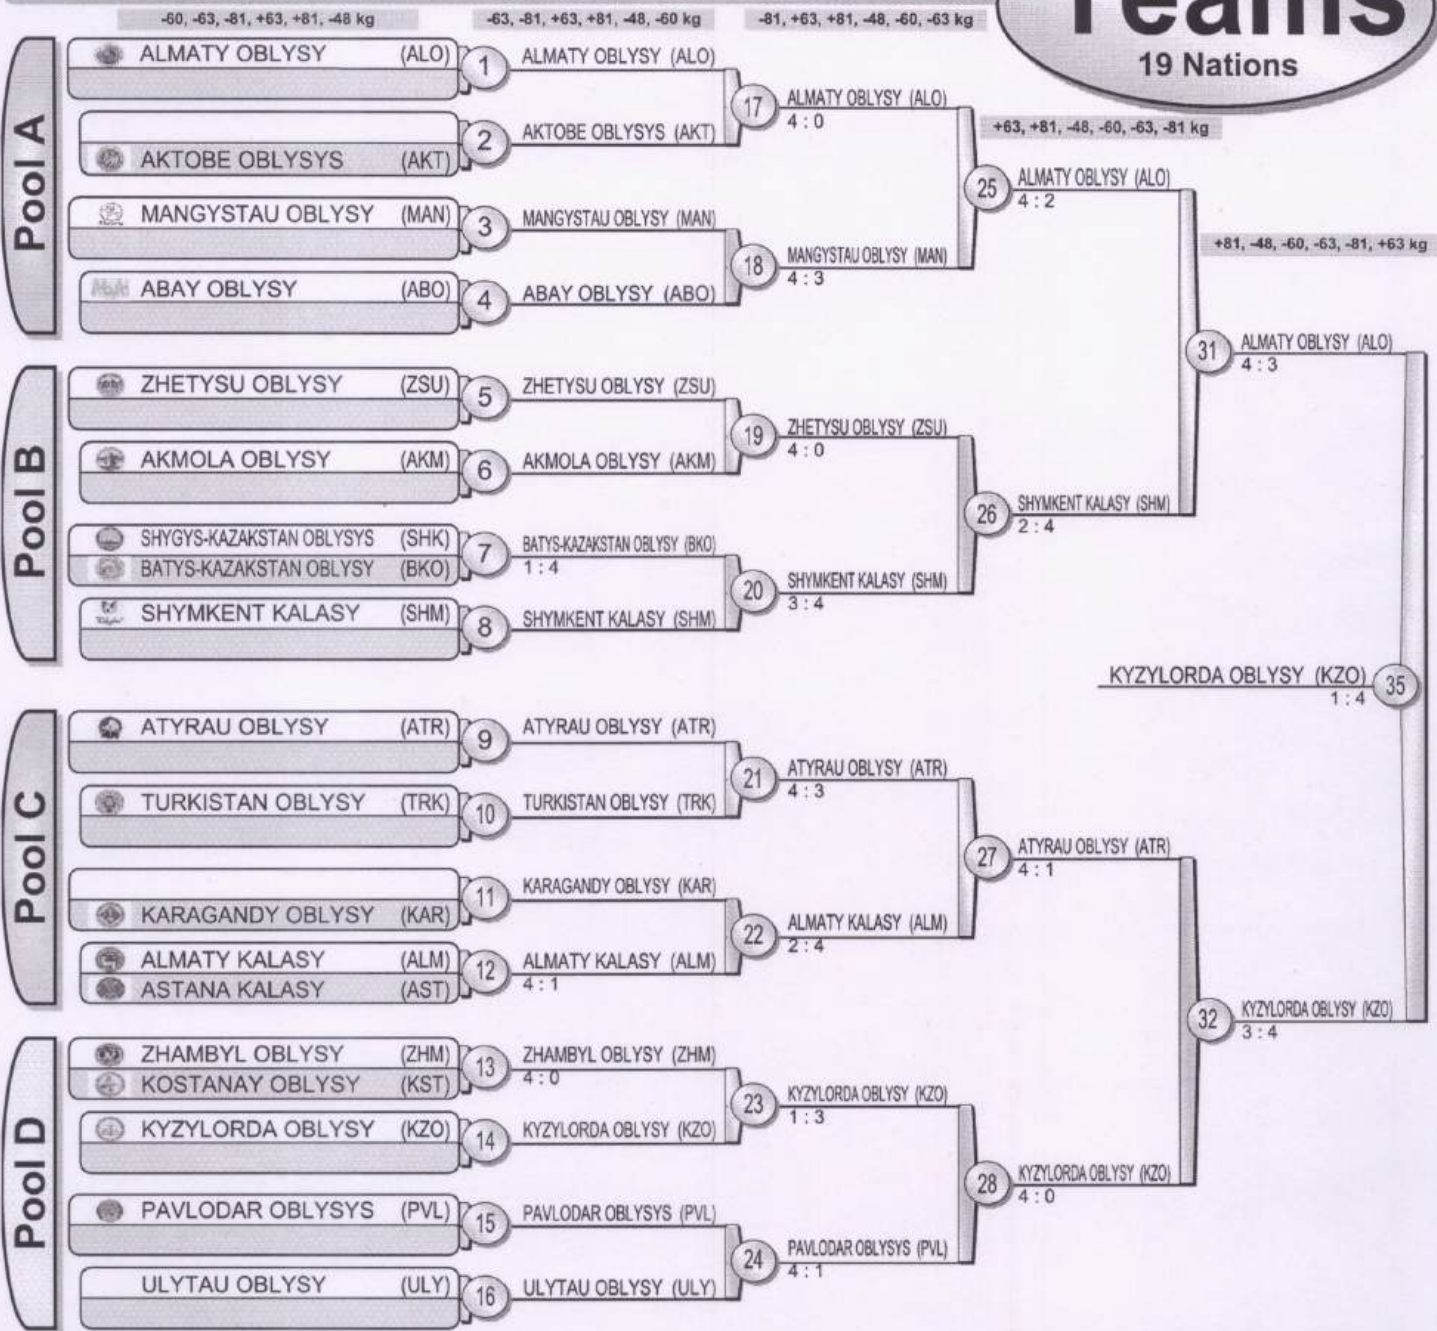 Teams
19 Nations
-60, -63, -81, +63, +81, -48 kg
-63, -81, +63, +81, -48, -60 kg
-81, +63, +81, -48, -60, -63 kg
+63, +81, -48, -60, -63, -81 kg
+81, -48, -60, -63, -81, +63 kg
Pool A
ALMATY OBLYSY (ALO)
1
AKTOBE OBLYSYS (AKT)
2
MANGYSTAU OBLYSY (MAN)
3
ABAY OBLYSY (ABO)
4
Pool B
ZHETYSU OBLYSY (ZSU)
5
AKMOLA OBLYSY (AKM)
6
SHYGYS-KAZAKSTAN OBLYSYS (SHK)
BATYS-KAZAKSTAN OBLYSY (BKO)
7
SHYMKENT KALASY (SHM)
8
Pool C
ATYRAU OBLYSY (ATR)
9
TURKISTAN OBLYSY (TRK)
10
KARAGANDY OBLYSY (KAR)
11
ALMATY KALASY (ALM)
ASTANA KALASY (AST)
12
Pool D
ZHAMBYL OBLYSY (ZHM)
KOSTANAY OBLYSY (KST)
13
KYZYLORDA OBLYSY (KZO)
14
PAVLODAR OBLYSYS (PVL)
15
ULYTAU OBLYSY (ULY)
16
ALMATY OBLYSY (ALO)
AKTOBE OBLYSYS (AKT)
17
MANGYSTAU OBLYSY (MAN)
ABAY OBLYSY (ABO)
18
ZHETYSU OBLYSY (ZSU)
AKMOLA OBLYSY (AKM)
19
BATYS-KAZAKSTAN OBLYSY (BKO)
1 : 4
SHYMKENT KALASY (SHM)
20
ATYRAU OBLYSY (ATR)
TURKISTAN OBLYSY (TRK)
21
KARAGANDY OBLYSY (KAR)
ALMATY KALASY (ALM)
4 : 1
22
ZHAMBYL OBLYSY (ZHM)
4 : 0
KYZYLORDA OBLYSY (KZO)
23
PAVLODAR OBLYSYS (PVL)
ULYTAU OBLYSY (ULY)
24
ALMATY OBLYSY (ALO)
4 : 0
MANGYSTAU OBLYSY (MAN)
4 : 3
25
ZHETYSU OBLYSY (ZSU)
4 : 0
SHYMKENT KALASY (SHM)
3 : 4
26
ATYRAU OBLYSY (ATR)
4 : 3
ALMATY KALASY (ALM)
2 : 4
27
KYZYLORDA OBLYSY (KZO)
1 : 3
PAVLODAR OBLYSYS (PVL)
4 : 1
28
ALMATY OBLYSY (ALO)
4 : 2
SHYMKENT KALASY (SHM)
2 : 4
31
ATYRAU OBLYSY (ATR)
4 : 1
KYZYLORDA OBLYSY (KZO)
4 : 0
32
ALMATY OBLYSY (ALO)
4 : 3
KYZYLORDA OBLYSY (KZO)
3 : 4
KYZYLORDA OBLYSY (KZO)
1 : 4
35